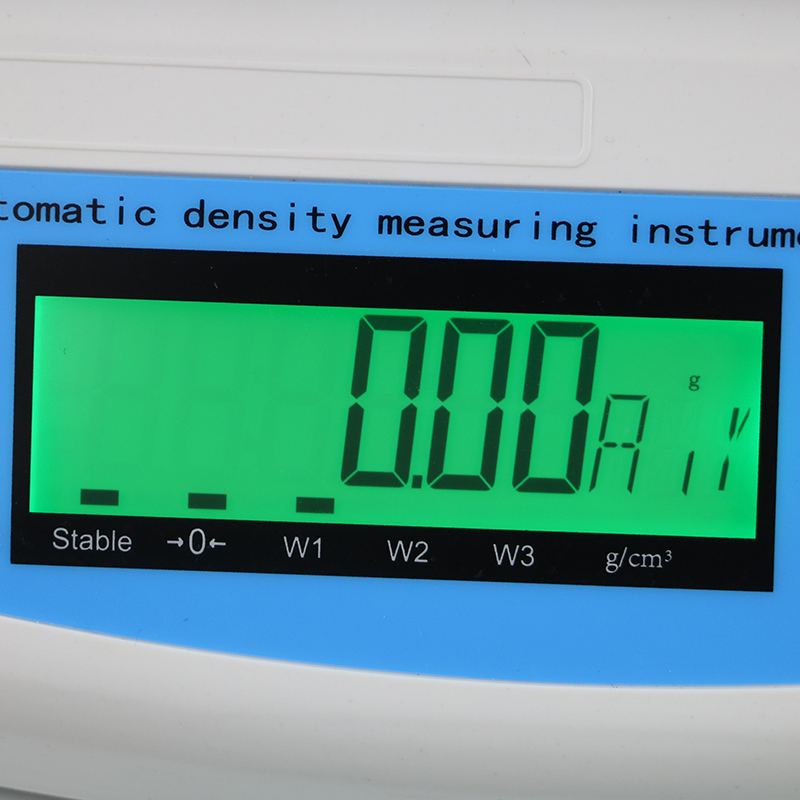 tomatic density measuring instrum
g
0.00 Air
Stable →0← W1 W2 W3 g/cm³